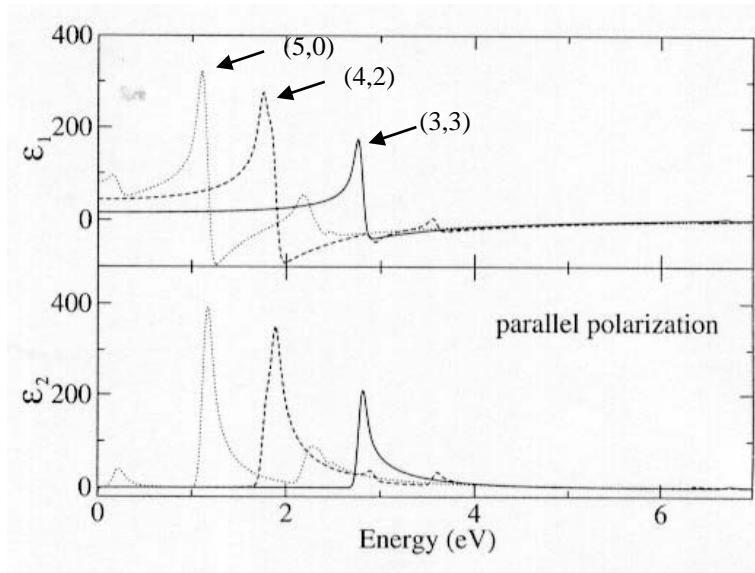 400
(5,0)
(4,2)
200
(3,3)
ε1
0
400
parallel polarization
ε2
200
0
0 2 4 6
Energy (eV)